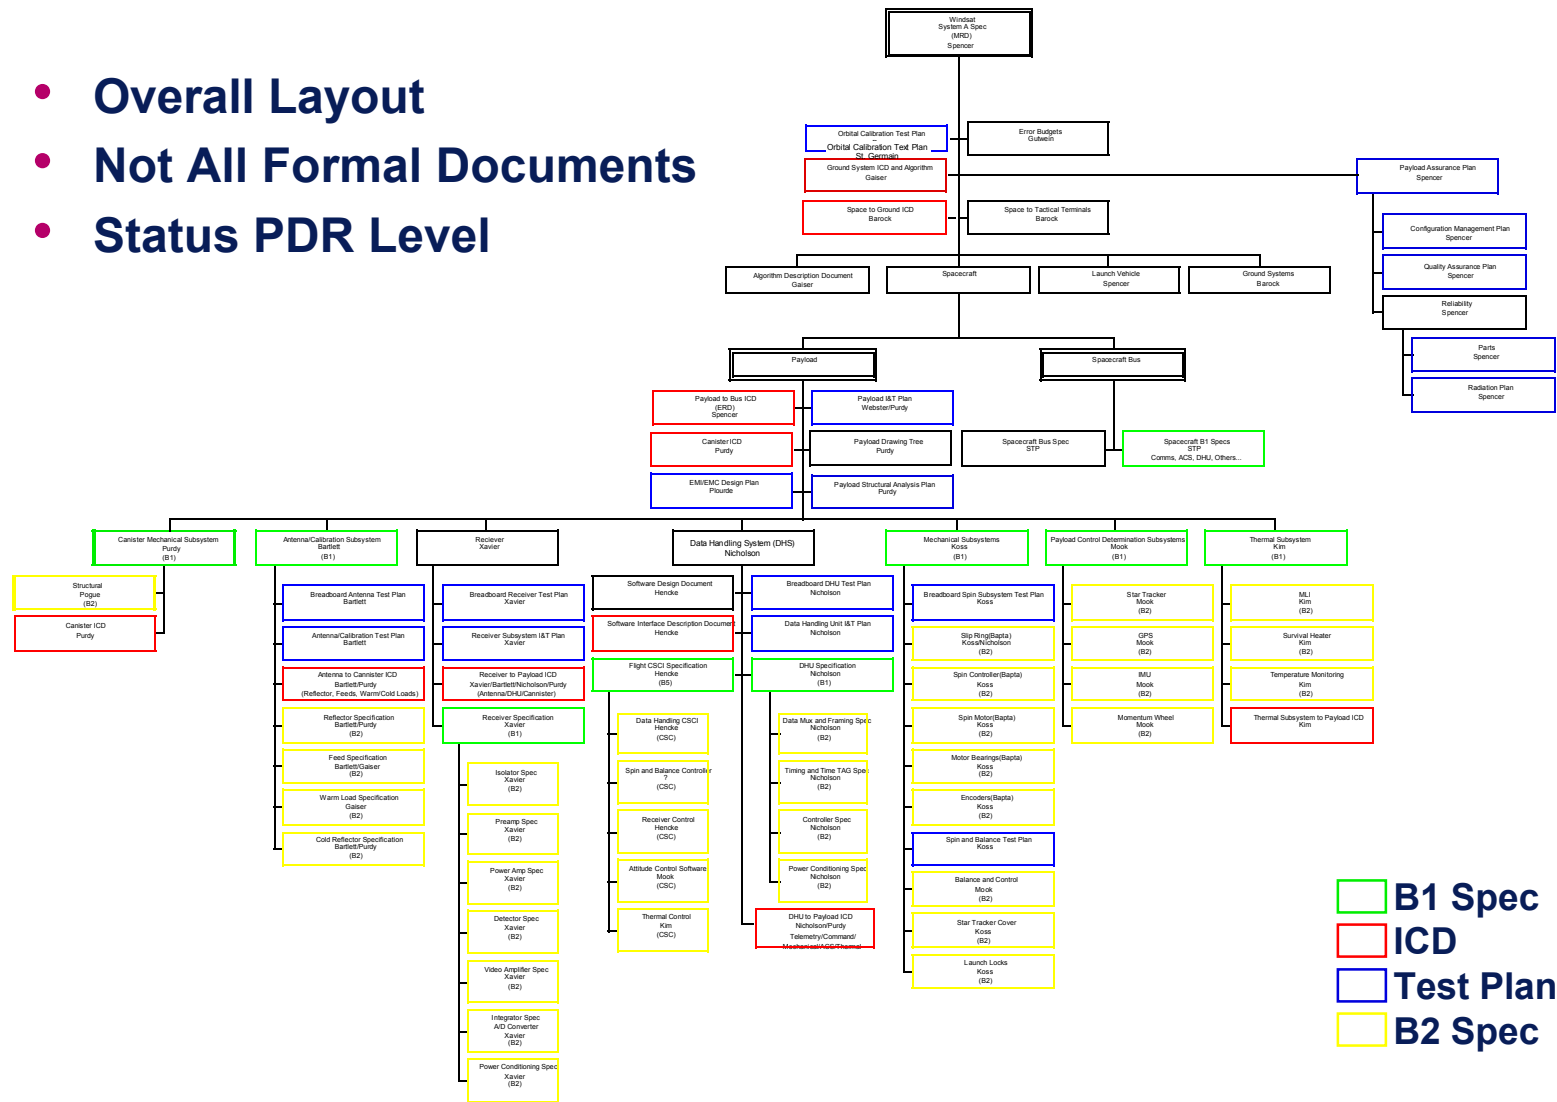 Windsat
System A Spec
(MRD)
Spencer
• Overall Layout
• Not All Formal Documents
• Status PDR Level
Orbital Calibration Test Plan
Orbital Calibration Text Plan
St. Germain
Error Budgets
Gutwein
Ground System ICD and Algorithm
Gaiser
Payload Assurance Plan
Spencer
Space to Ground ICD
Barock
Space to Tactical Terminals
Barock
Configuration Management Plan
Spencer
Quality Assurance Plan
Spencer
Reliability
Spencer
Parts
Spencer
Radiation Plan
Spencer
Algorithm Description Document
Gaiser
Spacecraft
Launch Vehicle
Spencer
Ground Systems
Barock
Payload
Spacecraft Bus
Payload to Bus ICD
(ERD)
Spencer
Payload I&T Plan
Webster/Purdy
Canister ICD
Purdy
Payload Drawing Tree
Purdy
EMI/EMC Design Plan
Plourde
Payload Structural Analysis Plan
Purdy
Spacecraft Bus Spec
STP
Spacecraft B1 Specs
STP
Comms, ACS, DHU, Others...
Canister Mechanical Subsystem
Purdy
(B1)
Structural
Pogue
(B2)
Canister ICD
Purdy
Antenna/Calibration Subsystem
Bartlett
(B1)
Breadboard Antenna Test Plan
Bartlett
Antenna/Calibration Test Plan
Bartlett
Antenna to Cannister ICD
Bartlett/Purdy
(Reflector, Feeds, Warm/Cold Loads)
Reflector Specification
Bartlett/Purdy
(B2)
Feed Specification
Bartlett/Gaiser
(B2)
Warm Load Specification
Gaiser
(B2)
Cold Reflector Specification
Bartlett/Purdy
(B2)
Reciever
Xavier
Breadboard Receiver Test Plan
Xavier
Receiver Subsystem I&T Plan
Xavier
Receiver to Payload ICD
Xavier/Bartlett/Nicholson/Purdy
(Antenna/DHU/Cannister)
Receiver Specification
Xavier
(B1)
Isolator Spec
Xavier
(B2)
Preamp Spec
Xavier
(B2)
Power Amp Spec
Xavier
(B2)
Detector Spec
Xavier
(B2)
Video Amplifier Spec
Xavier
(B2)
Integrator Spec
A/D Converter
Xavier
(B2)
Power Conditioning Spec
Xavier
(B2)
Data Handling System (DHS)
Nicholson
Software Design Document
Hencke
Software Interface Description Document
Hencke
Flight CSCI Specification
Hencke
(B5)
Data Handling CSCI
Hencke
(CSC)
Spin and Balance Controller
?
(CSC)
Receiver Control
Hencke
(CSC)
Attitude Control Software
Mook
(CSC)
Thermal Control
Kim
(CSC)
Breadboard DHU Test Plan
Nicholson
Data Handling Unit I&T Plan
Nicholson
DHU Specification
Nicholson
(B1)
Data Mux and Framing Spec
Nicholson
(B2)
Timing and Time TAG Spec
Nicholson
(B2)
Controller Spec
Nicholson
(B2)
Power Conditioning Spec
Nicholson
(B2)
DHU to Payload ICD
Nicholson/Purdy
Telemetry/Command/
Mechanical/ACS/Thermal
Mechanical Subsystems
Koss
(B1)
Breadboard Spin Subsystem Test Plan
Koss
Slip Ring(Bapta)
Koss/Nicholson
(B2)
Spin Controller(Bapta)
Koss
(B2)
Spin Motor(Bapta)
Koss
(B2)
Motor Bearings(Bapta)
Koss
(B2)
Encoders(Bapta)
Koss
(B2)
Spin and Balance Test Plan
Koss
Balance and Control
Mook
(B2)
Star Tracker Cover
Koss
(B2)
Launch Locks
Koss
(B2)
Payload Control Determination Subsystems
Mook
(B1)
Star Tracker
Mook
(B2)
GPS
Mook
(B2)
IMU
Mook
(B2)
Momentum Wheel
Mook
(B2)
Thermal Subsystem
Kim
(B1)
MLI
Kim
(B2)
Survival Heater
Kim
(B2)
Temperature Monitoring
Kim
(B2)
Thermal Subsystem to Payload ICD
Kim
B1 Spec
ICD
Test Plan
B2 Spec